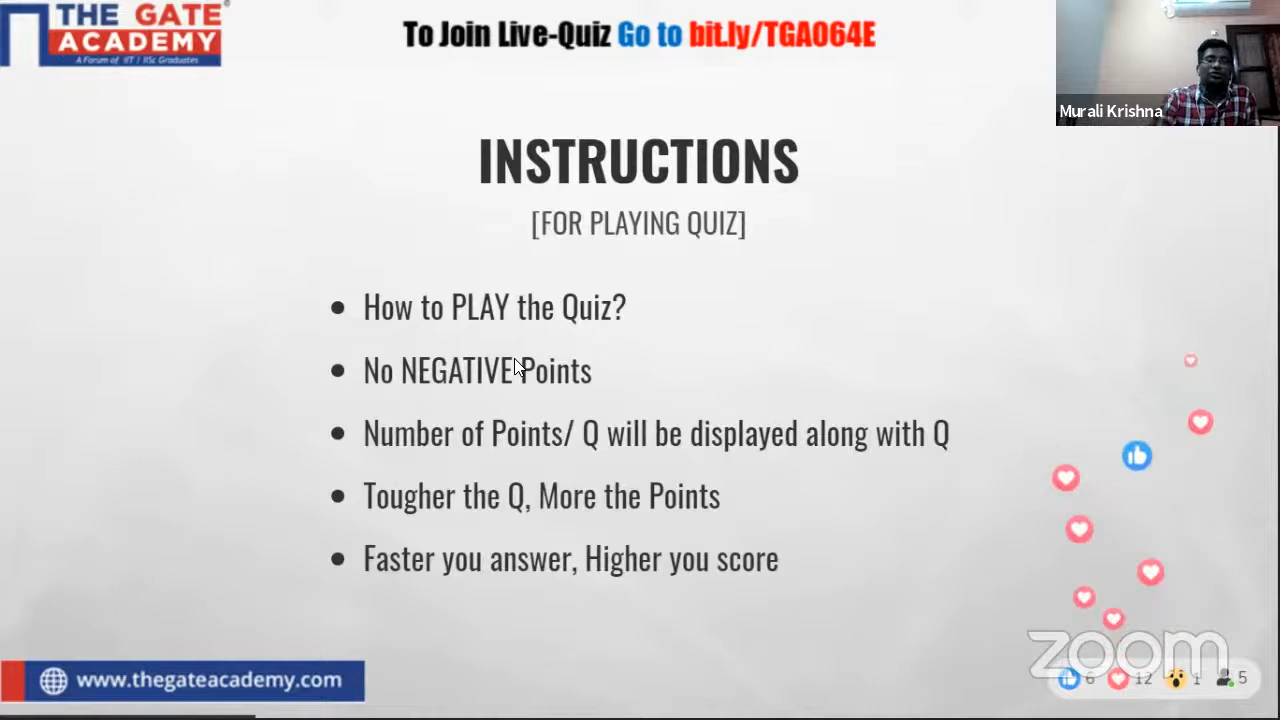 THE GATE
ACADEMY
A Forum of IIT / IISc Graduates
To Join Live-Quiz Go to bit.ly/TGA064E
Murali Krishna
INSTRUCTIONS
[FOR PLAYING QUIZ]
• How to PLAY the Quiz?
• No NEGATIVE Points
• Number of Points/ Q will be displayed along with Q
• Tougher the Q, More the Points
• Faster you answer, Higher you score
zoom
6 12 1 5
www.thegateacademy.com